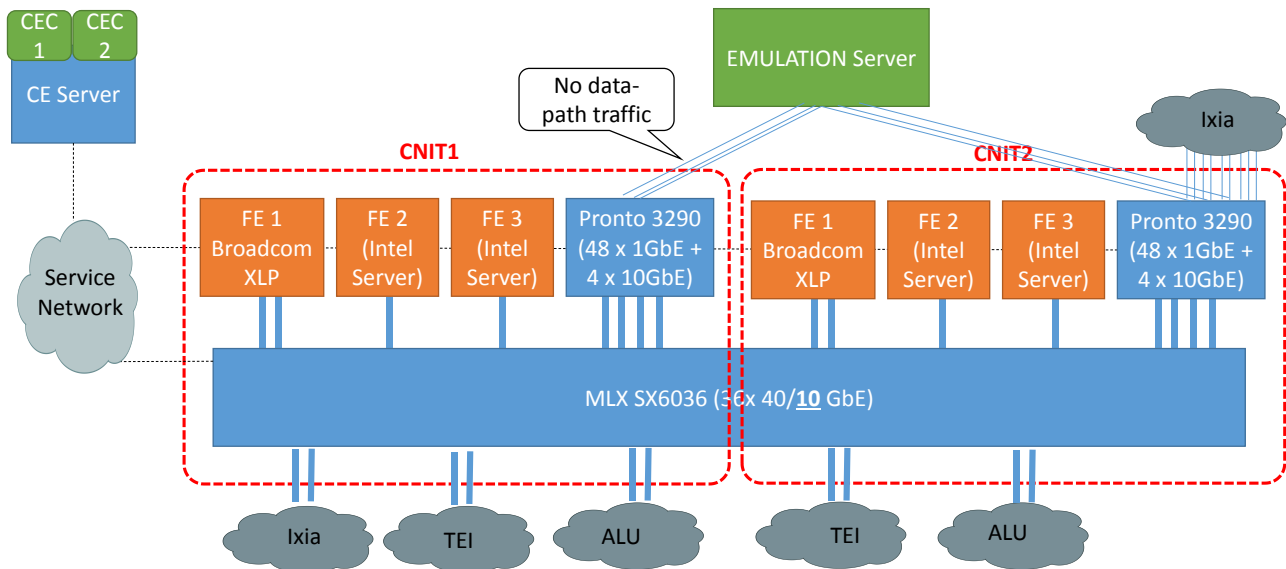 CEC
1
CEC
2
CE Server
EMULATION Server
No data-
path traffic
Ixia
CNIT1
CNIT2
FE 1
Broadcom
XLP
FE 2
(Intel
Server)
FE 3
(Intel
Server)
Pronto 3290
(48 x 1GbE +
4 x 10GbE)
FE 1
Broadcom
XLP
FE 2
(Intel
Server)
FE 3
(Intel
Server)
Pronto 3290
(48 x 1GbE +
4 x 10GbE)
Service
Network
MLX SX6036 (36x 40/10 GbE)
Ixia
TEI
ALU
TEI
ALU